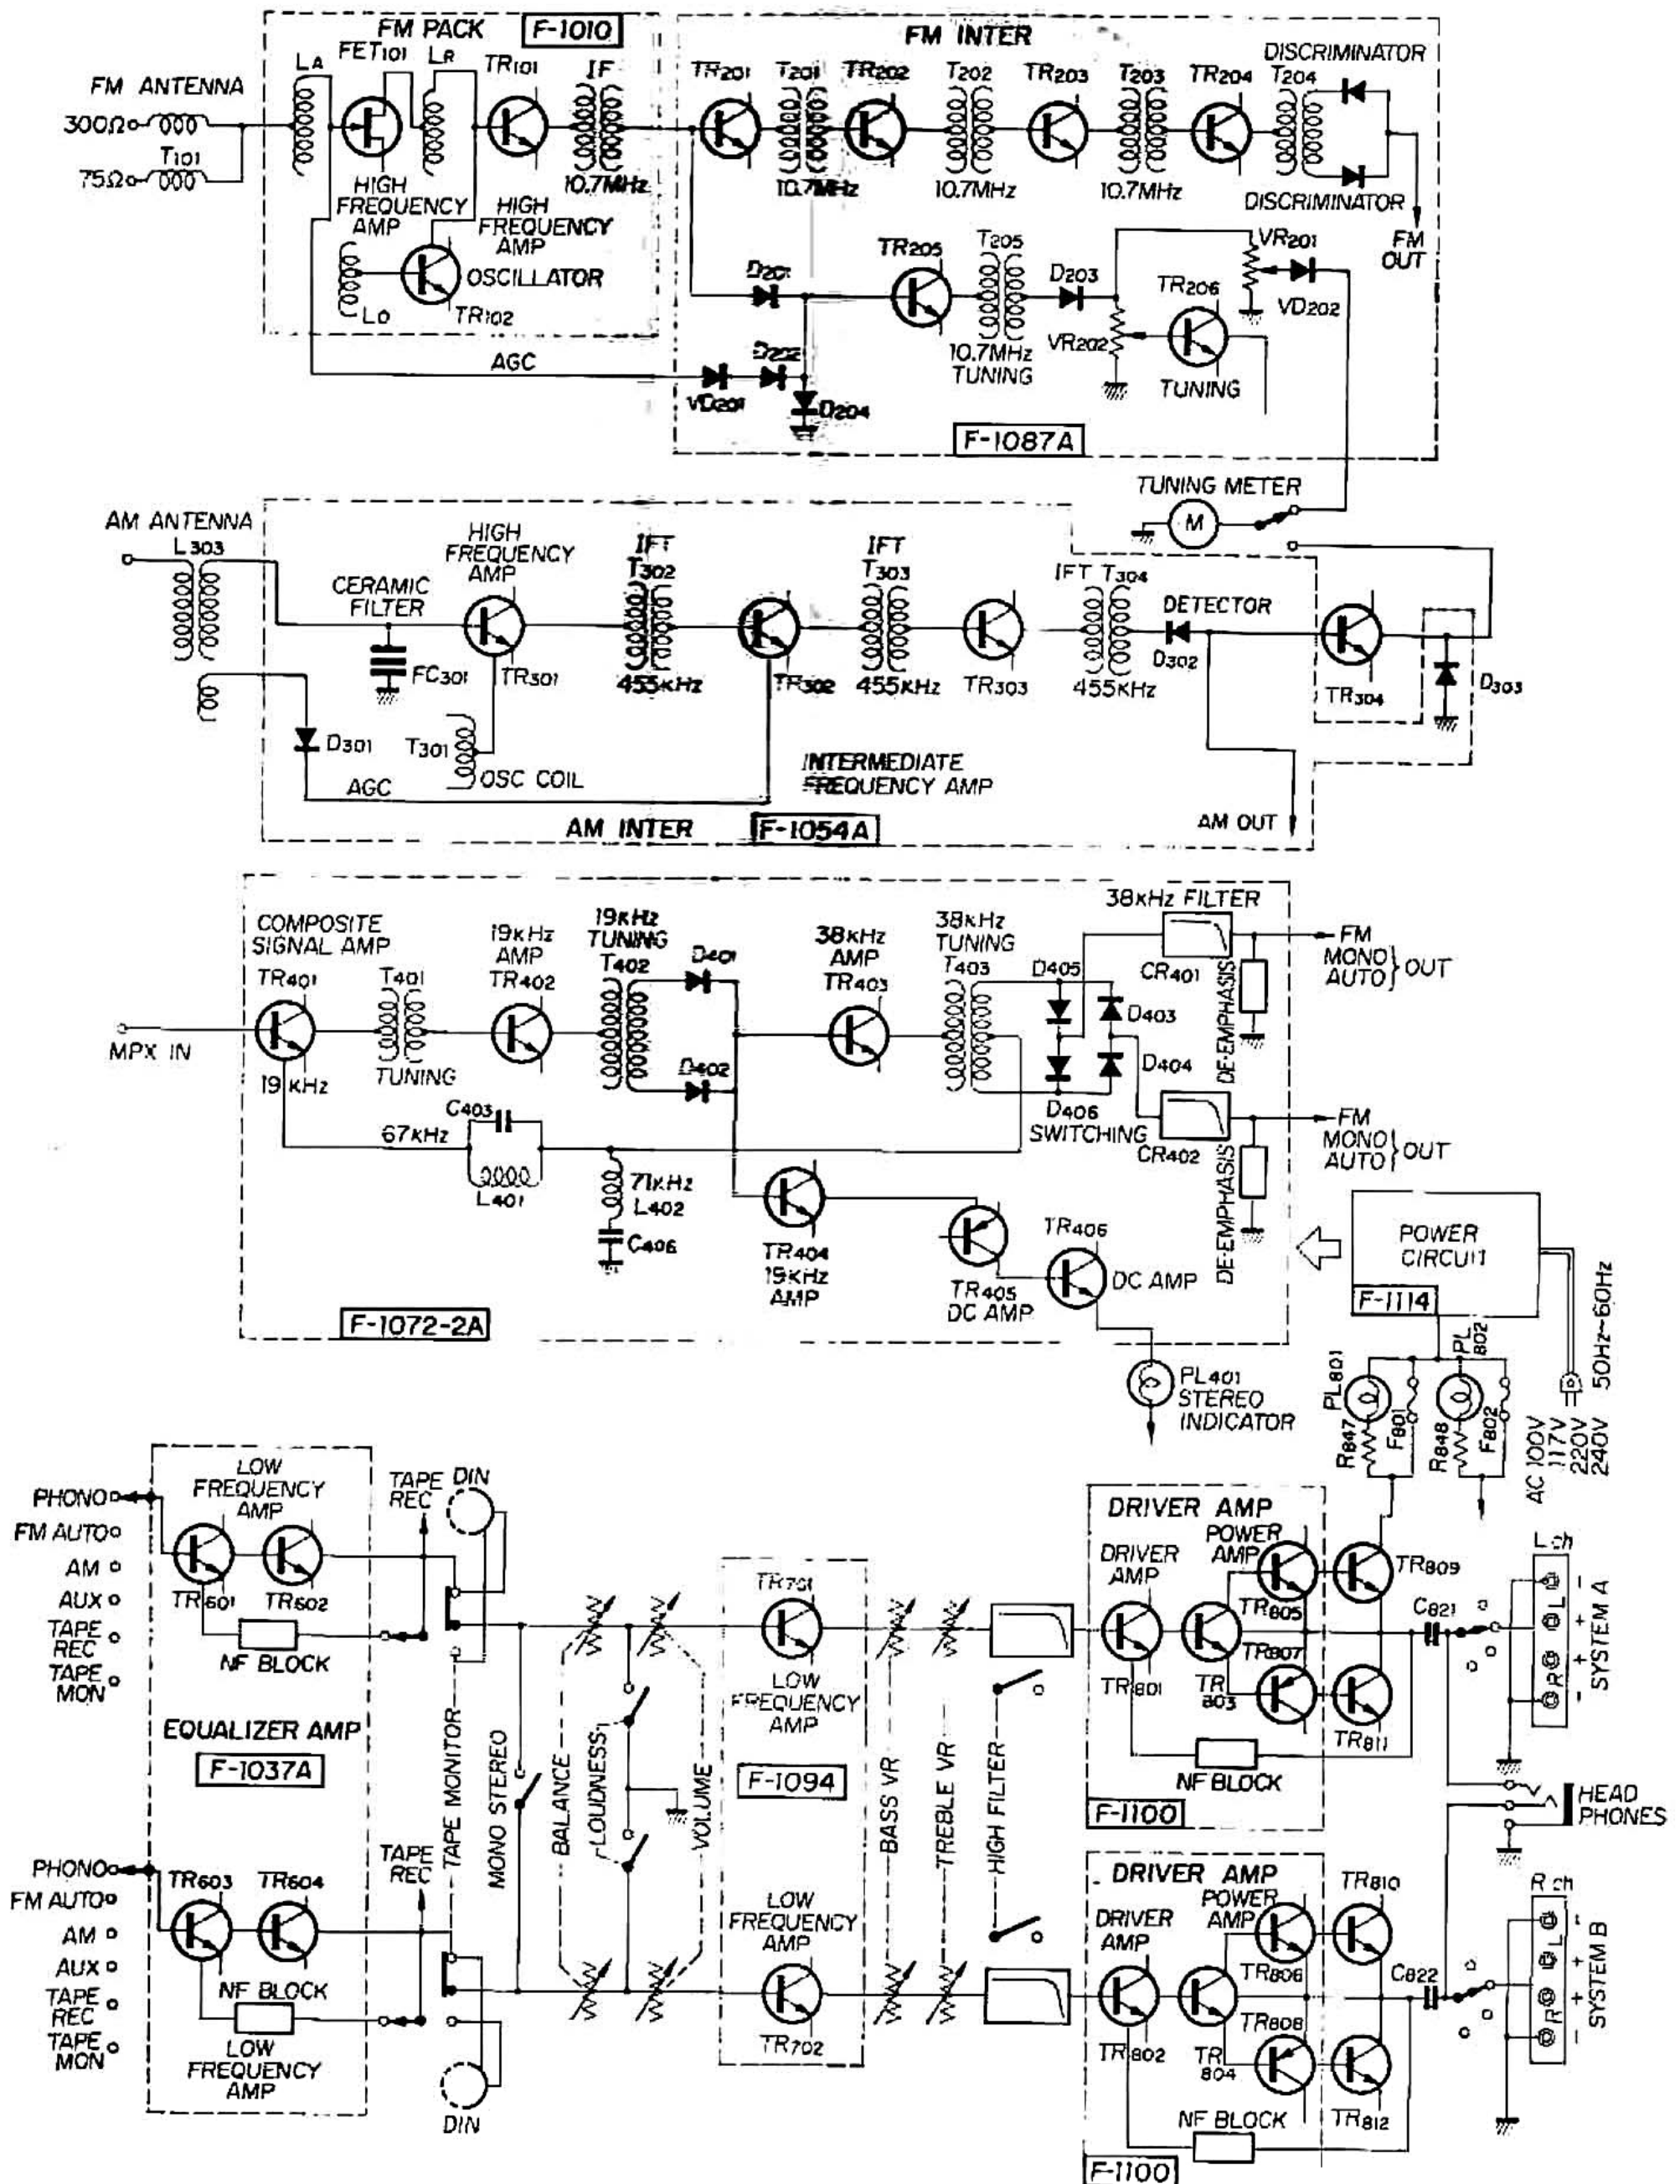 FM PACK F-1010
LA FET101 LR TR101 IF
FM ANTENNA
300Ω
T101
75Ω
HIGH FREQUENCY AMP
HIGH FREQUENCY AMP
10.7MHz
OSCILLATOR
LO TR102
AGC
FM INTER
TR201 T201 TR202 T202 TR203 T203 TR204 T204
DISCRIMINATOR
10.7MHz 10.7MHz 10.7MHz
DISCRIMINATOR
FM OUT
D201 TR205 T205 D203 TR206 VR201
VD202
VR202
10.7MHz TUNING
TUNING
D202
VD201 D204
F-1087A
TUNING METER
M
AM ANTENNA
L303
CERAMIC FILTER
HIGH FREQUENCY AMP
IFT T302
IFT T303
IFT T304
DETECTOR
FC301 TR301 455KHz TR302 455KHz TR303 455KHz D302 TR304 D303
D301 T301
OSC COIL
AGC
INTERMEDIATE FREQUENCY AMP
AM INTER F-1054A
AM OUT
COMPOSITE SIGNAL AMP
TR401
T401
19KHz AMP
TR402
19KHz TUNING
T402
D401
38KHz AMP
TR403
38KHz TUNING
T403
D405
38KHz FILTER
CR401
FM MONO AUTO } OUT
DE-EMPHASIS
D403
MPX IN
19 KHz
TUNING
D402
D404
D406
SWITCHING
CR402
FM MONO AUTO } OUT
DE-EMPHASIS
C403
67KHz
L401
71KHz
L402
C406
TR404
19KHz AMP
TR405
DC AMP
TR406
DC AMP
F-1072-2A
PL401
STEREO INDICATOR
POWER CIRCUIT
F-1114
PL801
PL802
R847
F801
R848
F802
AC 100V
117V
220V
240V
50Hz~60Hz
PHONO
FM AUTO
AM
AUX
TAPE REC
TAPE MON
LOW FREQUENCY AMP
TR601 TR602
NF BLOCK
TAPE REC
DIN
EQUALIZER AMP
F-1037A
TAPE MONITOR
MONO STEREO
BALANCE
LOUDNESS
VOLUME
TR701
LOW FREQUENCY AMP
F-1094
BASS VR
TREBLE VR
HIGH FILTER
DRIVER AMP
DRIVER AMP
POWER AMP
TR805
TR807
TR801
TR803
TR809
TR811
NF BLOCK
F-1100
C821
L ch
- L + + R -
SYSTEM A
HEAD PHONES
PHONO
FM AUTO
AM
AUX
TAPE REC
TAPE MON
TR603 TR604
NF BLOCK
LOW FREQUENCY AMP
TAPE REC
DIN
LOW FREQUENCY AMP
TR702
DRIVER AMP
DRIVER AMP
POWER AMP
TR806
TR808
TR802
TR804
TR810
TR812
NF BLOCK
F-1100
C822
R ch
- L + + R -
SYSTEM B